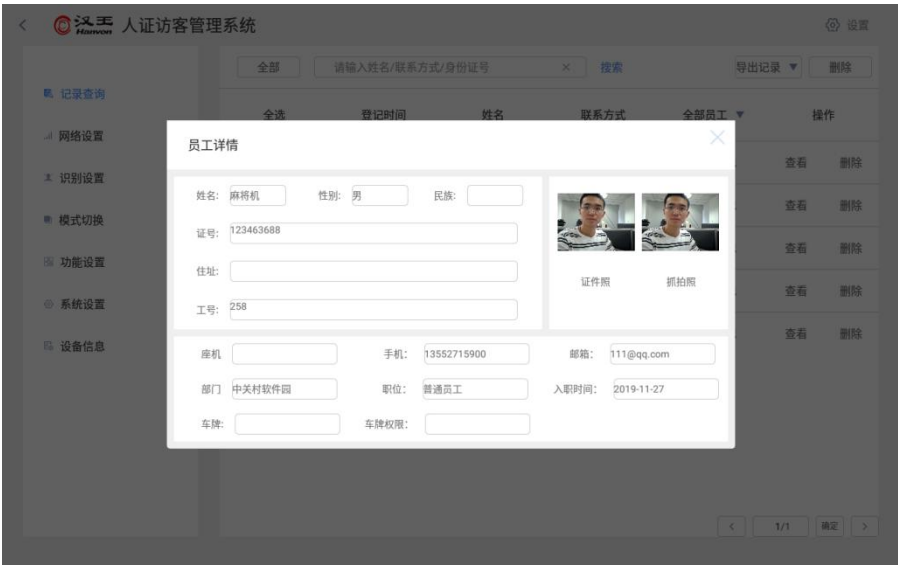 汉王 Hanvon 人证访客管理系统 设置
全部 请输入姓名/联系方式/身份证号 × 搜索 导出记录 ▼ 删除
记录查询
全选 登记时间 姓名 联系方式 全部员工 ▼ 操作
网络设置
员工详情
查看 删除
识别设置
姓名: 麻将机 性别: 男 民族:
查看 删除
模式切换
证号: 123463688
查看 删除
功能设置
住址:
证件照 抓拍照
查看 删除
系统设置
工号: 258
查看 删除
设备信息
座机 手机: 13552715900 邮箱: 111@qq.com
部门 中关村软件园 职位: 普通员工 入职时间: 2019-11-27
车牌: 车牌权限:
< 1/1 确定 >